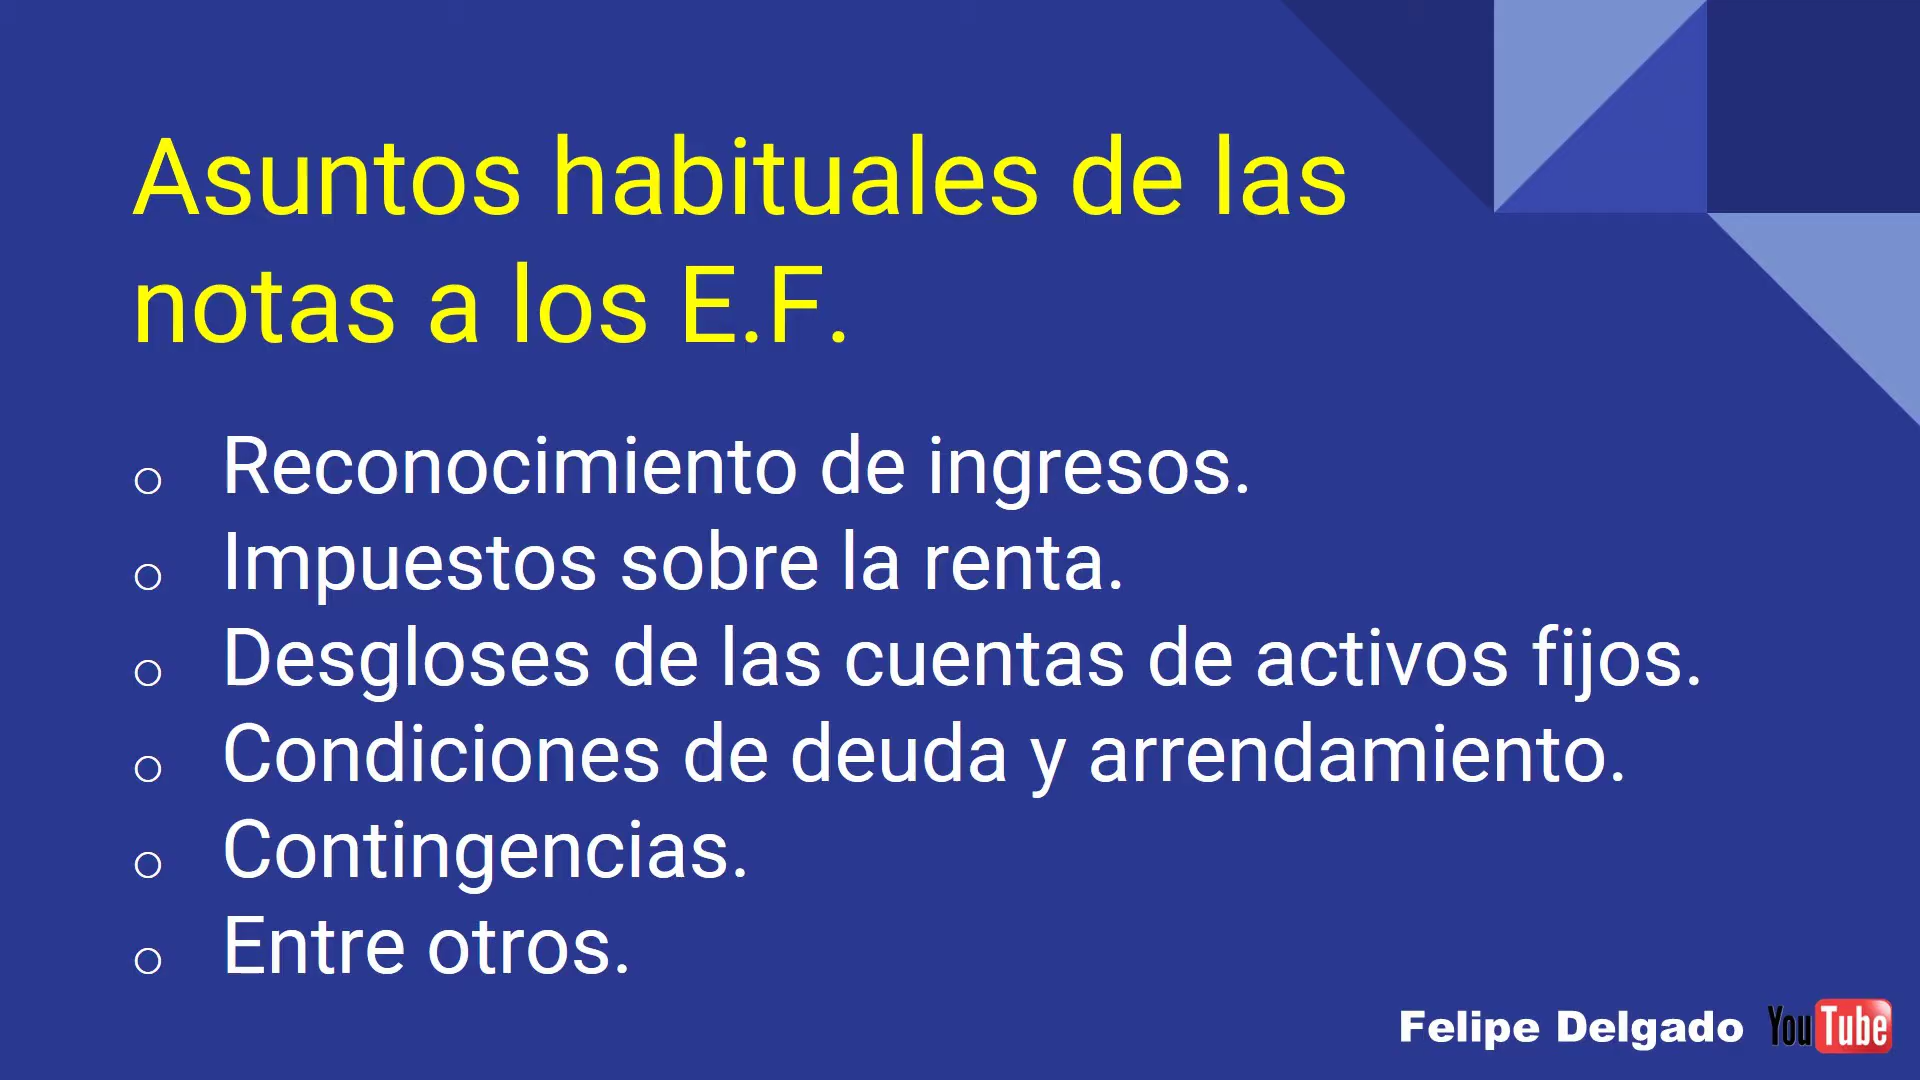 Asuntos habituales de las
notas a los E.F.
Reconocimiento de ingresos.
Impuestos sobre la renta.
Desgloses de las cuentas de activos fijos.
Condiciones de deuda y arrendamiento.
Contingencias.
Entre otros.
Felipe Delgado YouTube